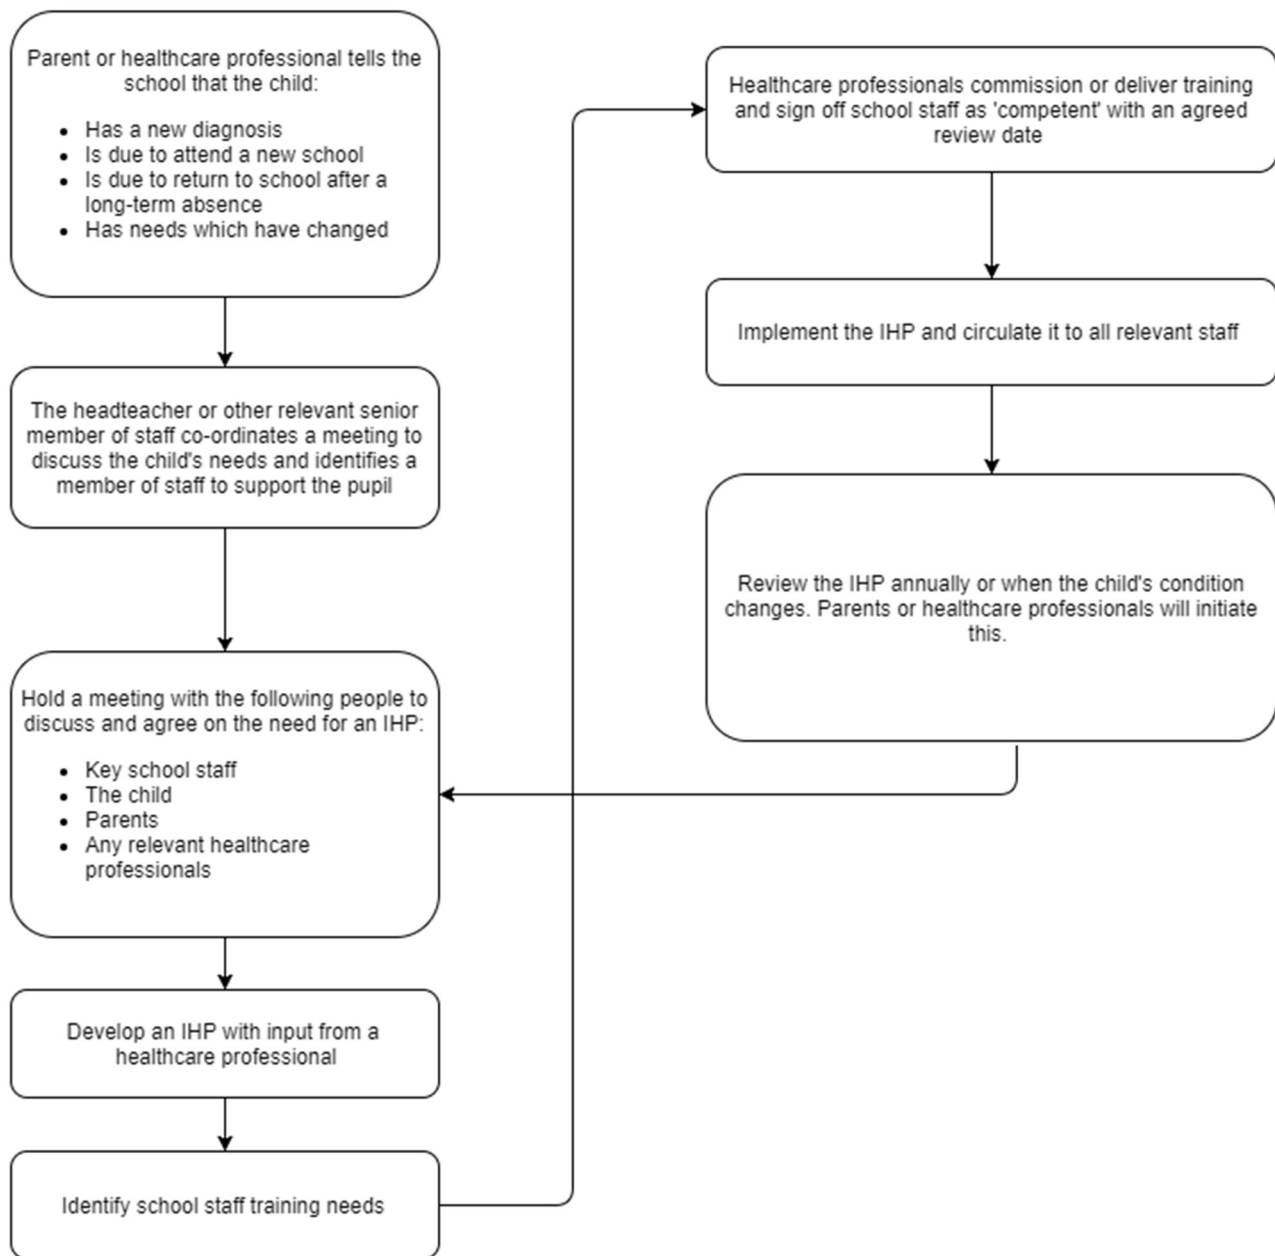 Parent or healthcare professional tells the
school that the child:
• Has a new diagnosis
• Is due to attend a new school
• Is due to return to school after a
long-term absence
• Has needs which have changed
The headteacher or other relevant senior
member of staff co-ordinates a meeting to
discuss the child's needs and identifies a
member of staff to support the pupil
Hold a meeting with the following people to
discuss and agree on the need for an IHP:
• Key school staff
• The child
• Parents
• Any relevant healthcare
professionals
Develop an IHP with input from a
healthcare professional
Identify school staff training needs
Healthcare professionals commission or deliver training
and sign off school staff as 'competent' with an agreed
review date
Implement the IHP and circulate it to all relevant staff
Review the IHP annually or when the child's condition
changes. Parents or healthcare professionals will initiate
this.